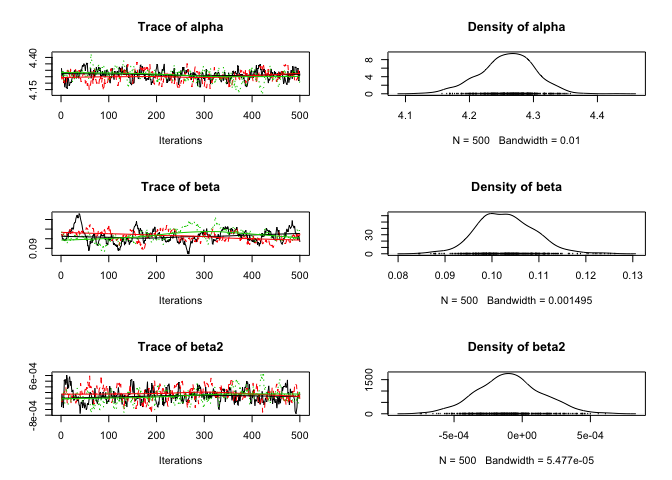 Trace of alpha
4.15 4.40
0 100 200 300 400 500
Iterations
Density of alpha
0 4 8
4.1 4.2 4.3 4.4
N = 500 Bandwidth = 0.01
Trace of beta
0.09
0 100 200 300 400 500
Iterations
Density of beta
0 30
0.08 0.09 0.10 0.11 0.12 0.13
N = 500 Bandwidth = 0.001495
Trace of beta2
-8e-04 6e-04
0 100 200 300 400 500
Iterations
Density of beta2
0 1500
-5e-04 0e+00 5e-04
N = 500 Bandwidth = 5.477e-05